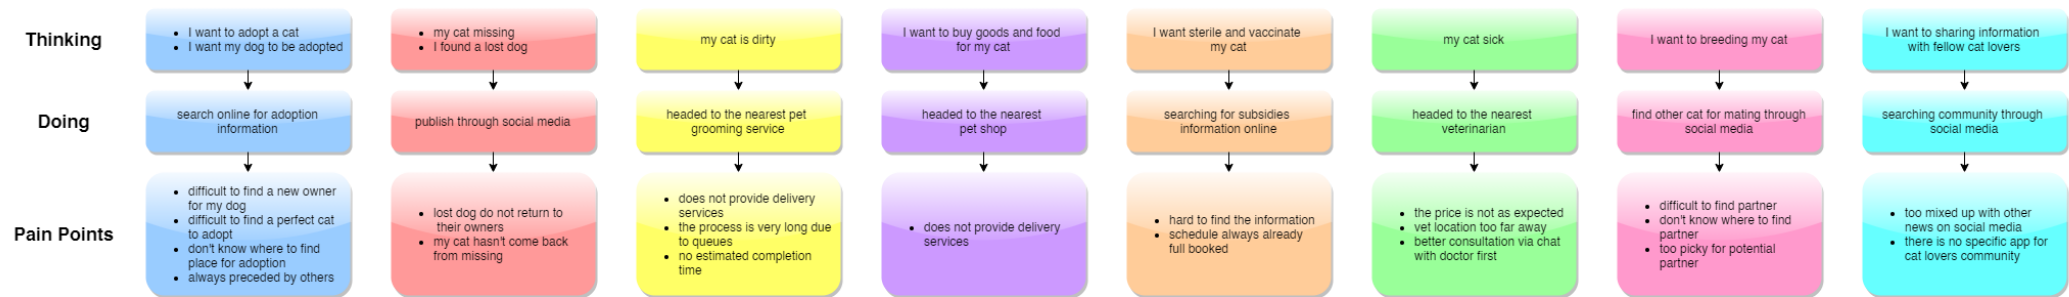 Thinking
• I want to adopt a cat
• I want my dog to be adopted
• my cat missing
• I found a lost dog
my cat is dirty
I want to buy goods and food
for my cat
I want sterile and vaccinate
my cat
my cat sick
I want to breeding my cat
I want to sharing information
with fellow cat lovers
Doing
search online for adoption
information
publish through social media
headed to the nearest pet
grooming service
headed to the nearest
pet shop
searching for subsidies
information online
headed to the nearest
veterinarian
find other cat for mating through
social media
searching community through
social media
Pain Points
• difficult to find a new owner
for my dog
• difficult to find a perfect cat
to adopt
• don't know where to find
place for adoption
• always preceded by others
• lost dog do not return to
their owners
• my cat hasn't come back
from missing
• does not provide delivery
services
• the process is very long due
to queues
• no estimated completion
time
• does not provide delivery
services
• hard to find the information
• schedule always already
full booked
• the price is not as expected
• vet location too far away
• better consultation via chat
with doctor first
• difficult to find partner
• don't know where to find
partner
• too picky for potential
partner
• too mixed up with other
news on social media
• there is no specific app for
cat lovers community